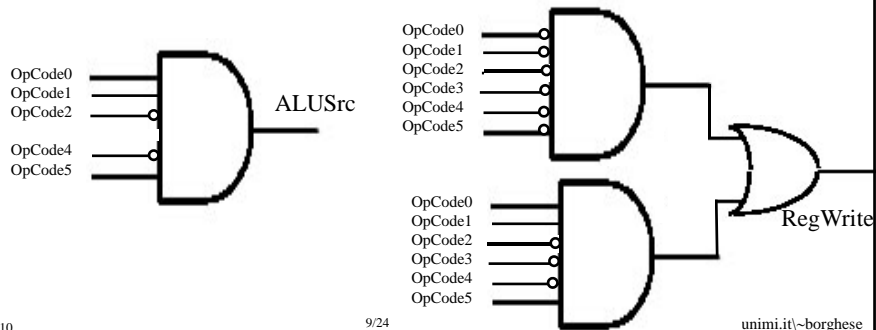 OpCode0
OpCode1
OpCode2
OpCode4
OpCode5
ALUSrc
OpCode0
OpCode1
OpCode2
OpCode3
OpCode4
OpCode5
OpCode0
OpCode1
OpCode2
OpCode3
OpCode4
OpCode5
RegWrite
10
9/24
unimi.it\~borghese